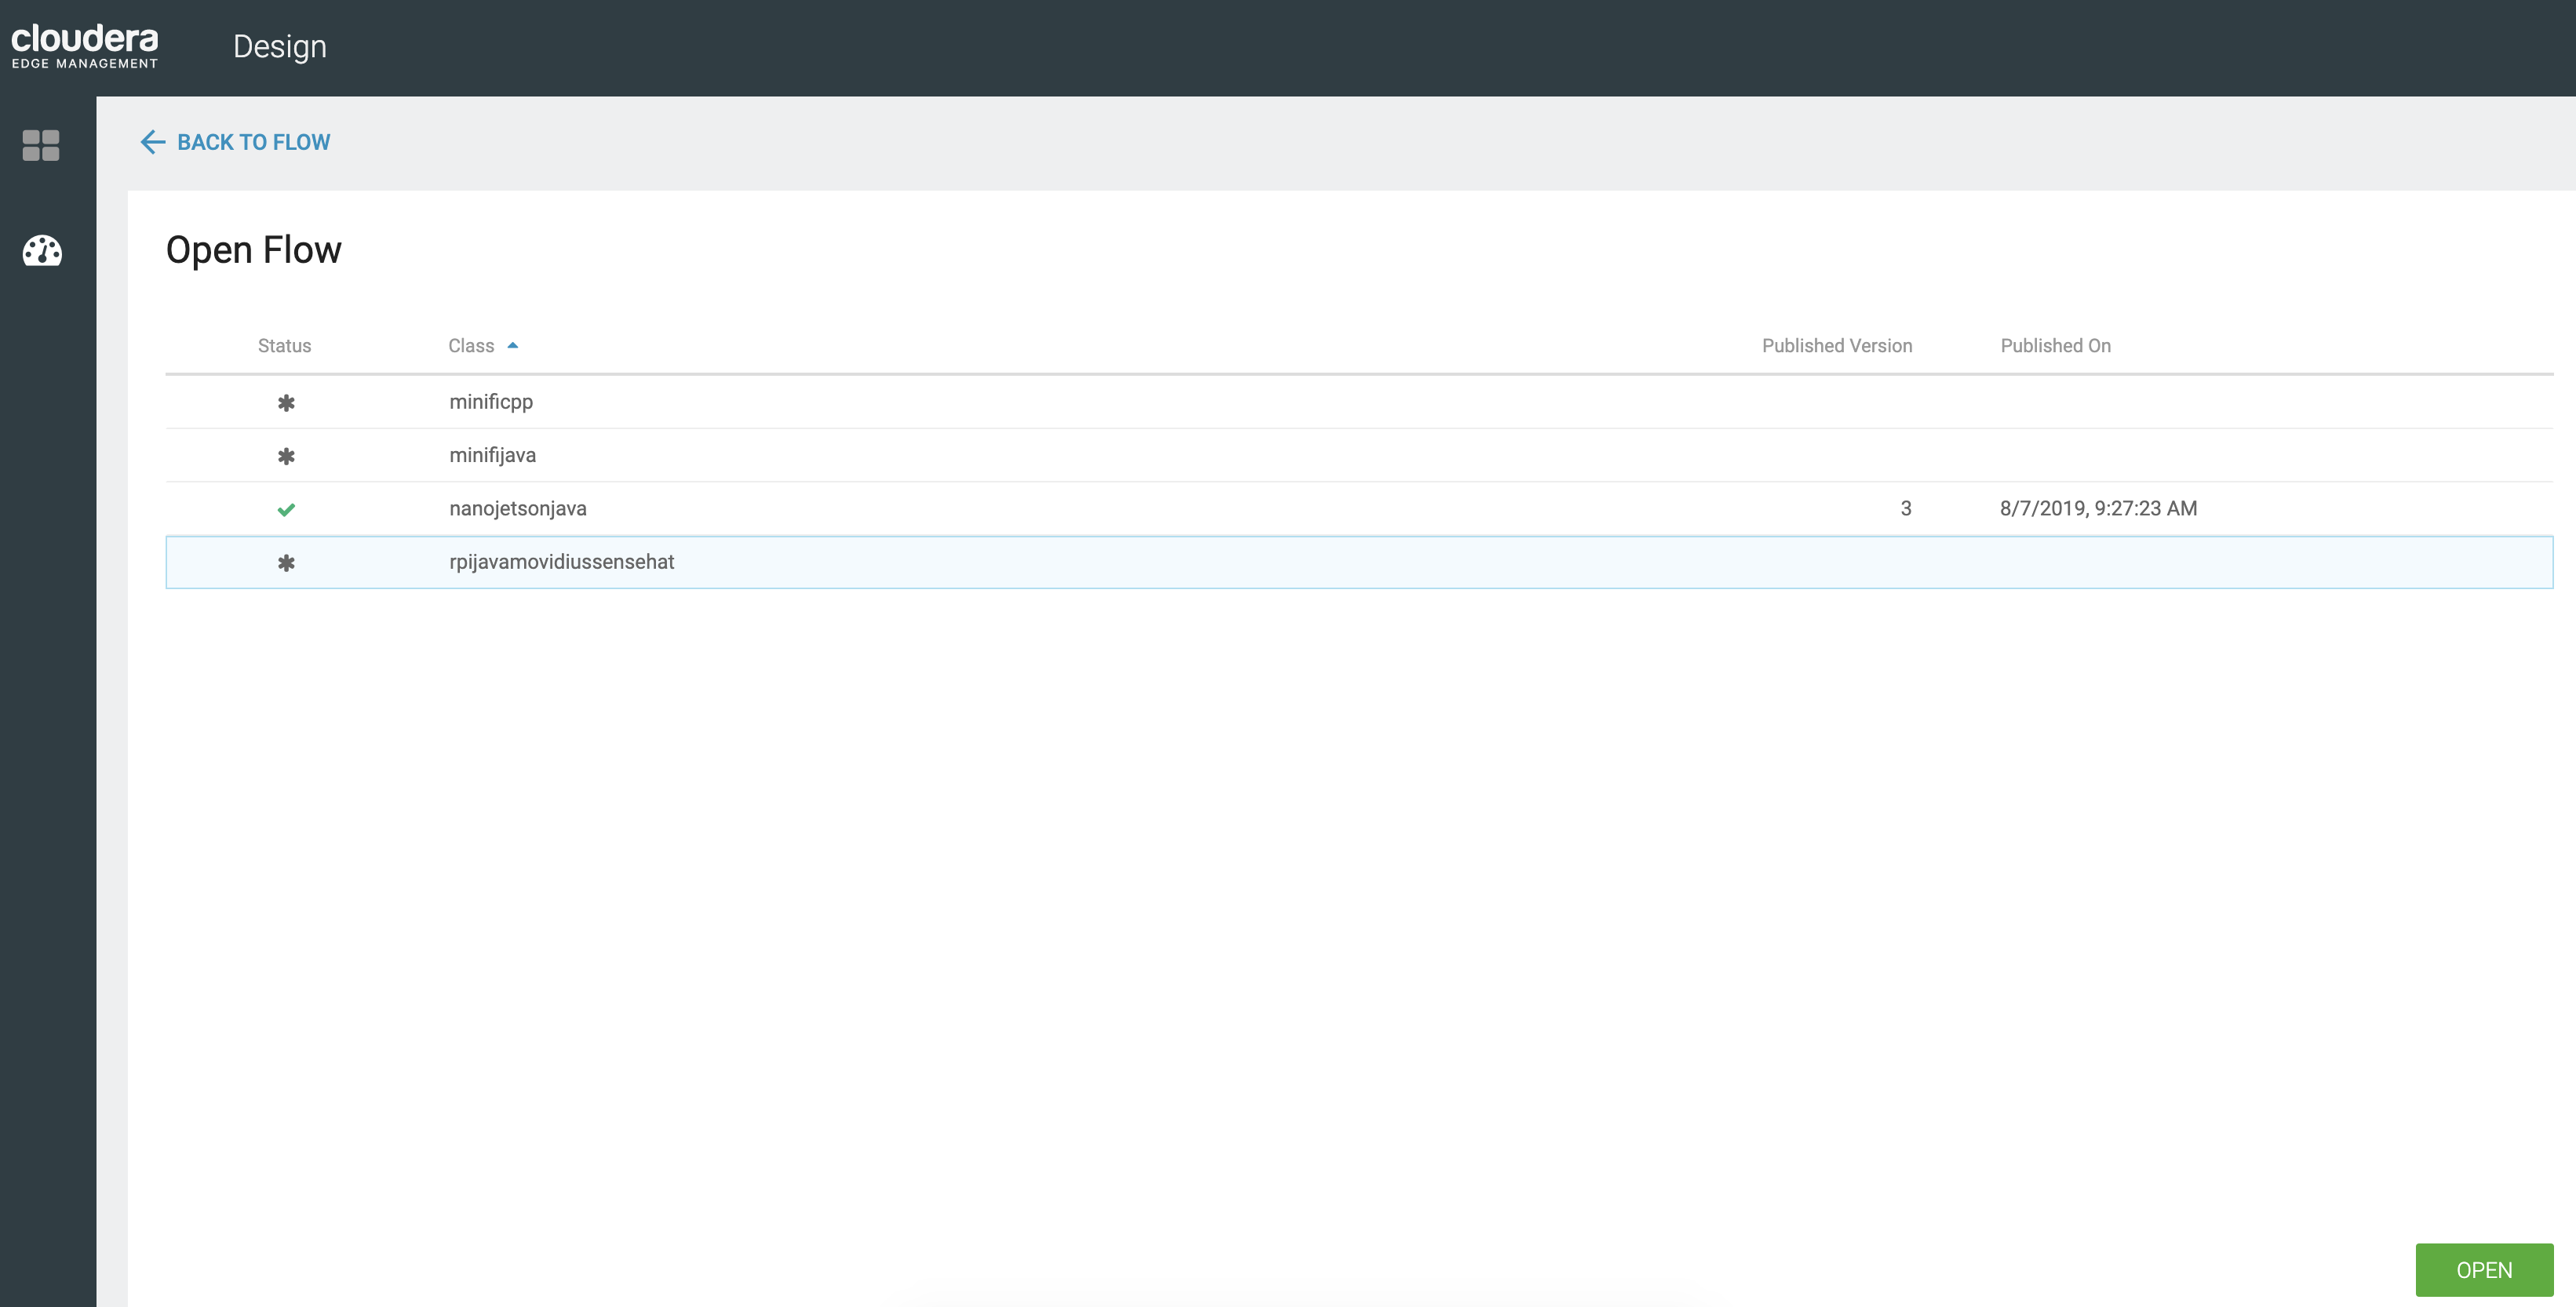 cloudera
EDGE MANAGEMENT
Design
BACK TO FLOW
Open Flow
Status Class Published Version Published On
minificpp
minifijava
nanojetsonjava 3 8/7/2019, 9:27:23 AM
rpijavamovidiussensehat
OPEN